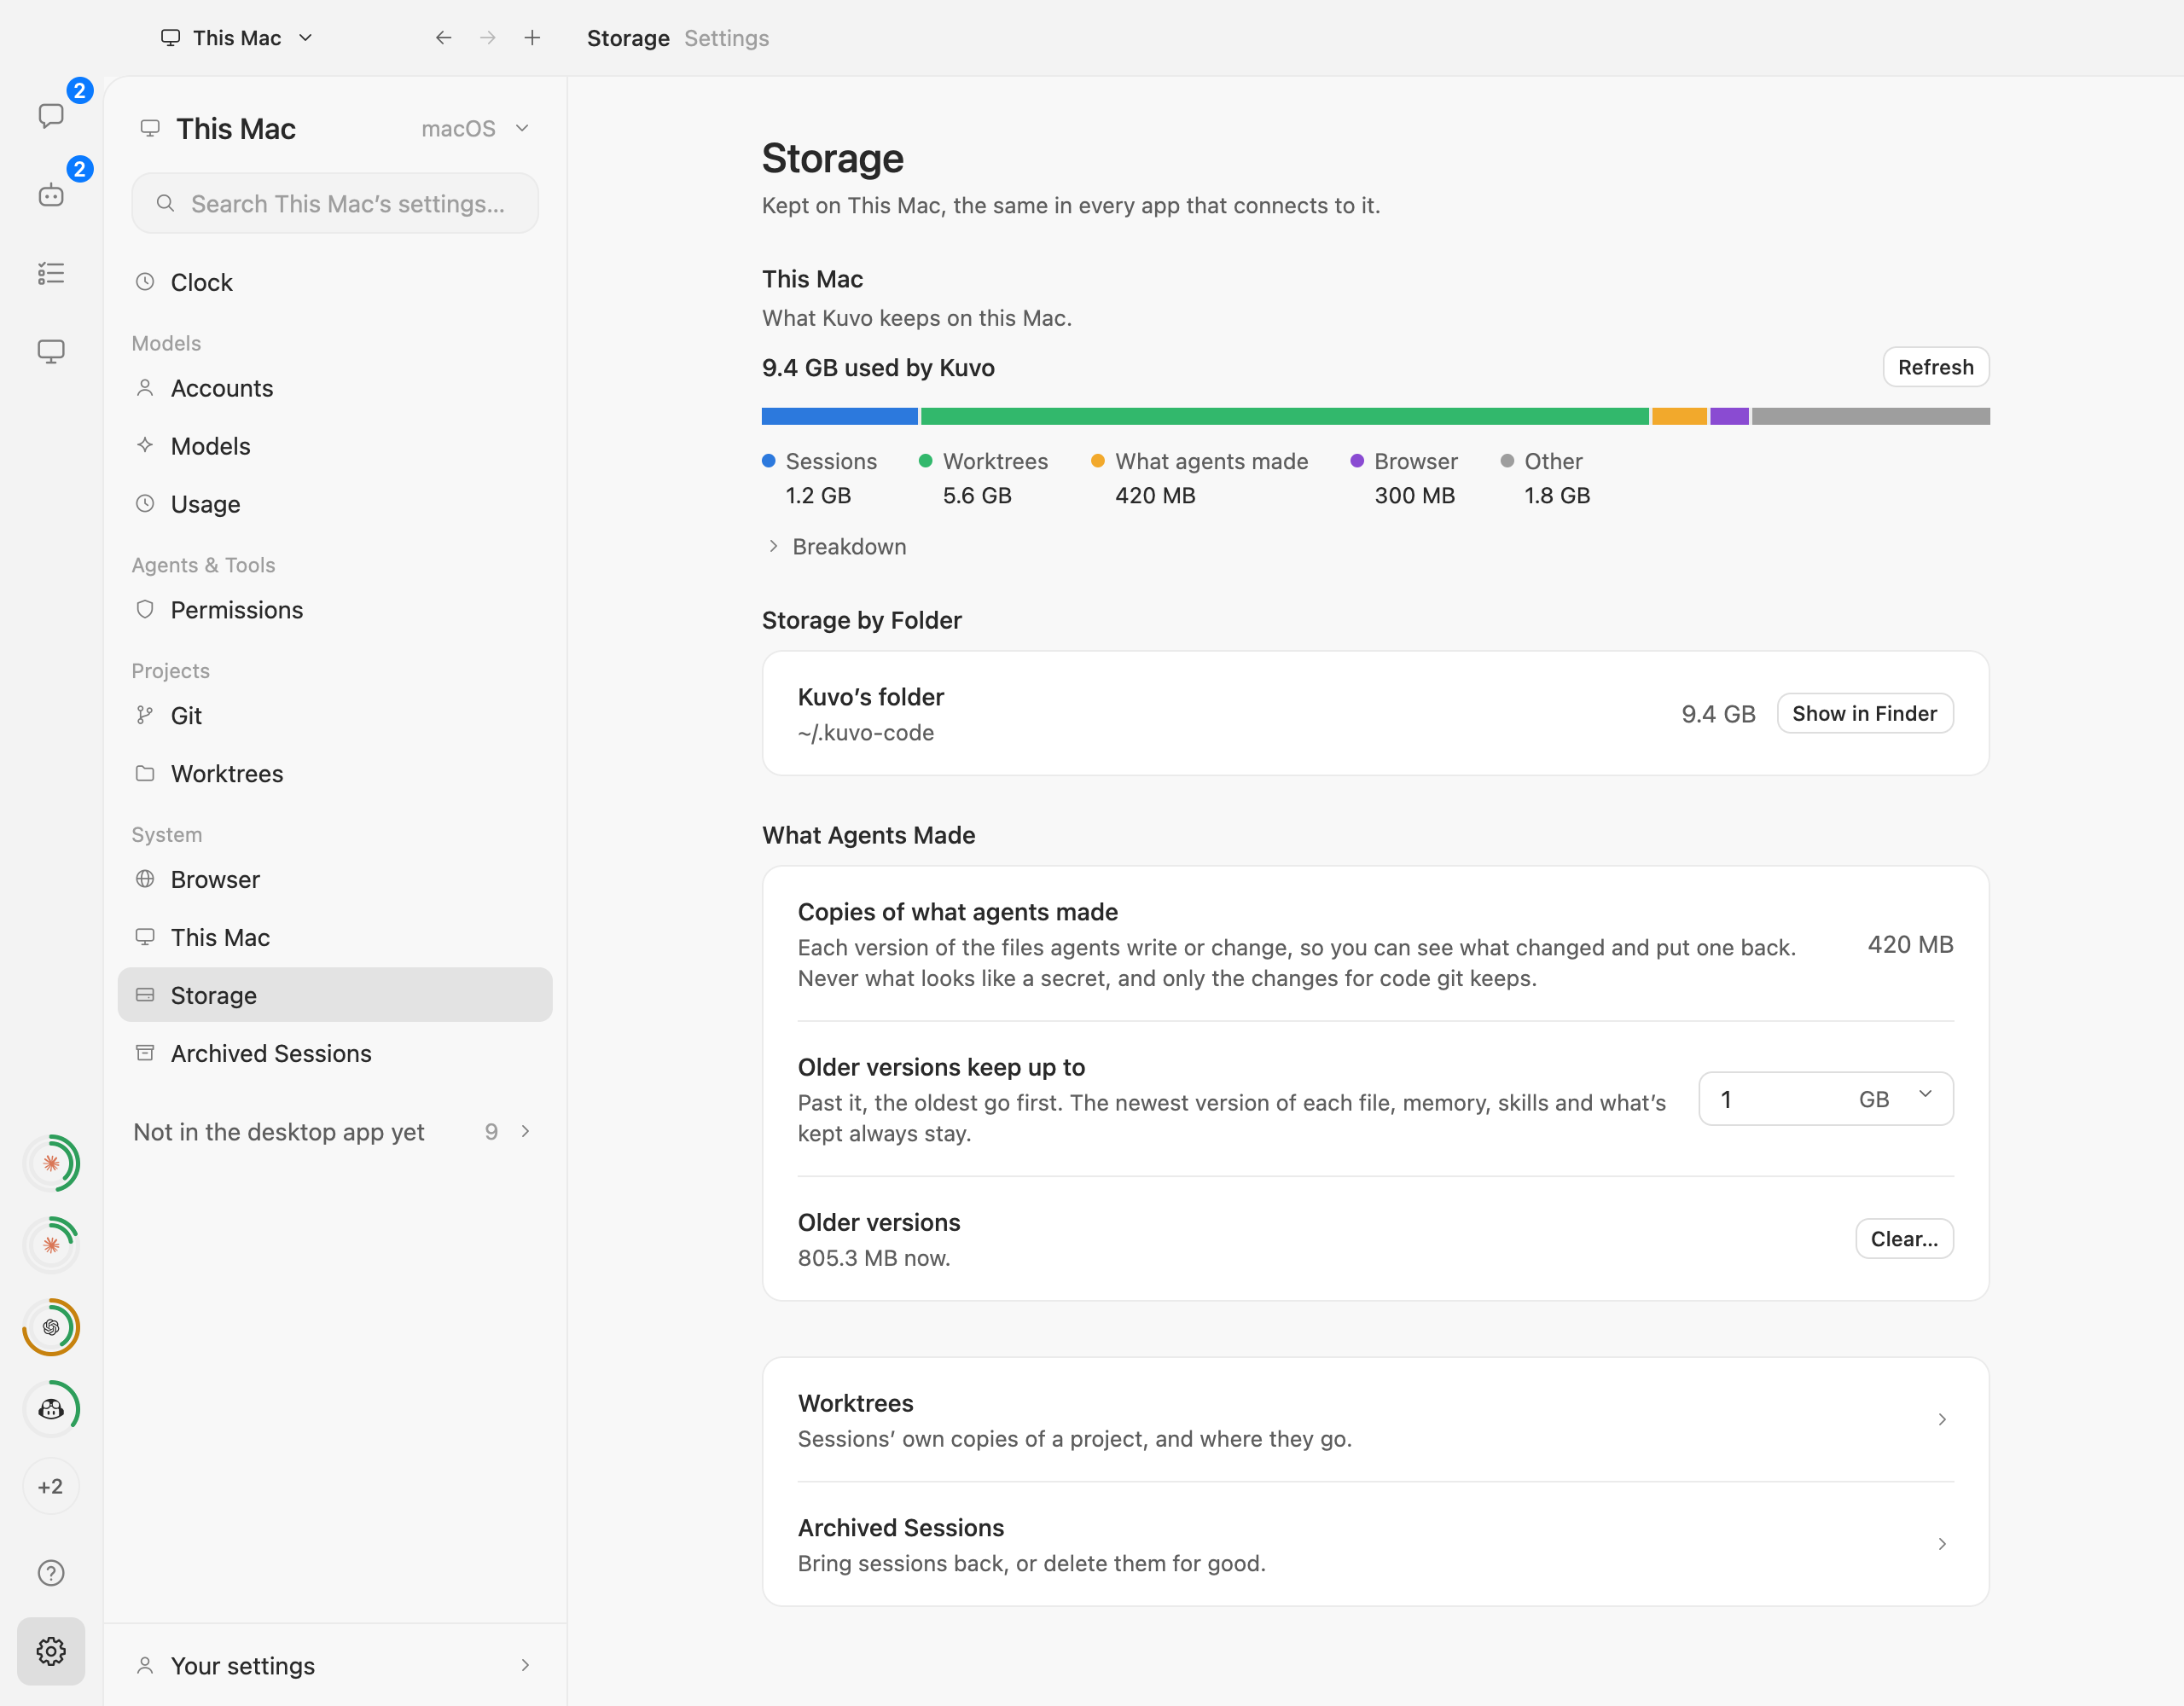 This Mac
Storage Settings
2
2
This Mac macOS
Search This Mac’s settings...
Clock
Models
Accounts
Models
Usage
Agents & Tools
Permissions
Projects
Git
Worktrees
System
Browser
This Mac
Storage
Archived Sessions
Not in the desktop app yet 9
+2
Your settings
Storage
Kept on This Mac, the same in every app that connects to it.
This Mac
What Kuvo keeps on this Mac.
9.4 GB used by Kuvo
Refresh
Sessions Worktrees What agents made Browser Other
1.2 GB 5.6 GB 420 MB 300 MB 1.8 GB
Breakdown
Storage by Folder
Kuvo’s folder
~/.kuvo-code
9.4 GB Show in Finder
What Agents Made
Copies of what agents made
Each version of the files agents write or change, so you can see what changed and put one back.
Never what looks like a secret, and only the changes for code git keeps.
420 MB
Older versions keep up to
Past it, the oldest go first. The newest version of each file, memory, skills and what’s
kept always stay.
1 GB
Older versions
805.3 MB now.
Clear...
Worktrees
Sessions’ own copies of a project, and where they go.
Archived Sessions
Bring sessions back, or delete them for good.